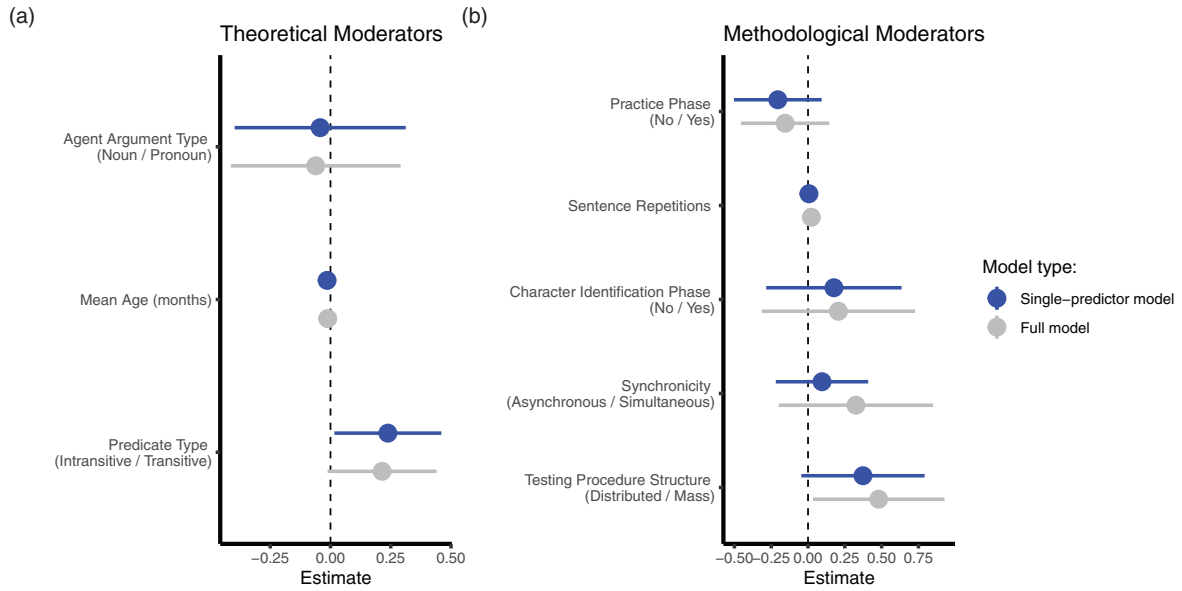 (a)
Theoretical Moderators
Agent Argument Type
(Noun / Pronoun)
Mean Age (months)
Predicate Type
(Intransitive / Transitive)
−0.25 0.00 0.25 0.50
Estimate
(b)
Methodological Moderators
Practice Phase
(No / Yes)
Sentence Repetitions
Character Identification Phase
(No / Yes)
Synchronicity
(Asynchronous / Simultaneous)
Testing Procedure Structure
(Distributed / Mass)
−0.50 −0.25 0.00 0.25 0.50 0.75
Estimate
Model type:
Single−predictor model
Full model